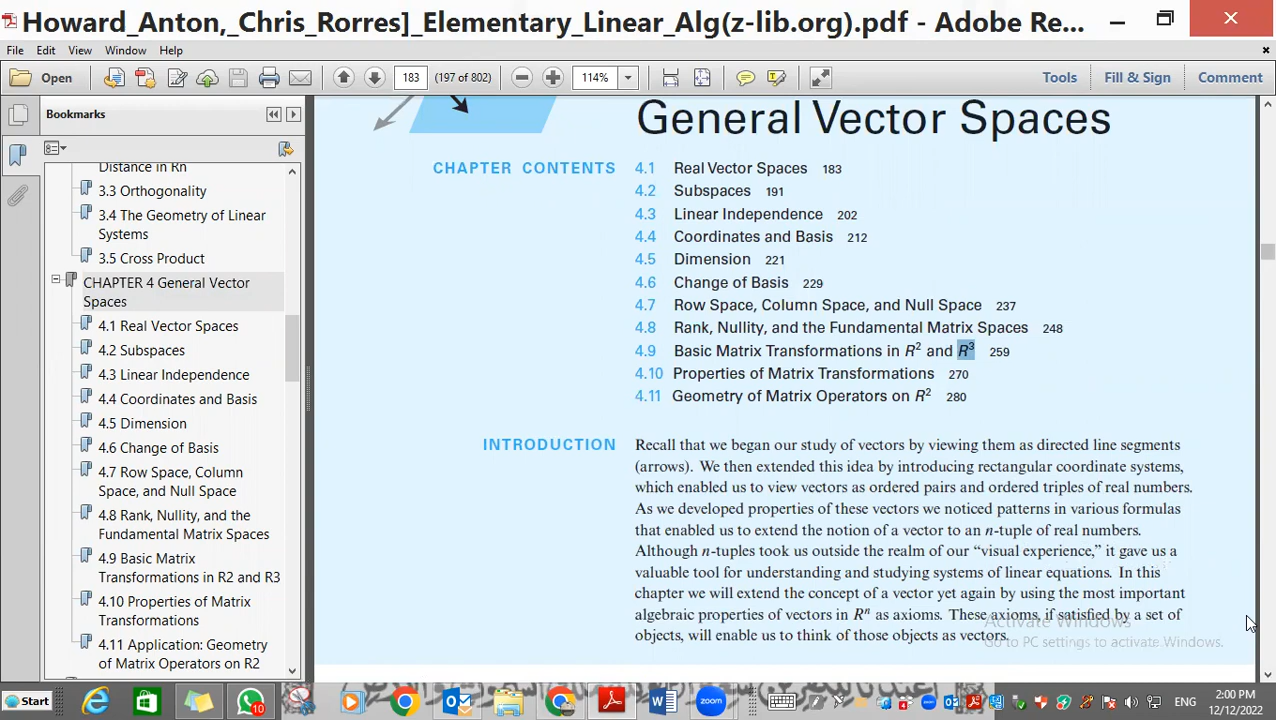 Howard_Anton,_Chris_Rorres]_Elementary_Linear_Alg(z-lib.org).pdf - Adobe Re...
File Edit View Window Help
Open 183 (197 of 802) 114% Tools Fill & Sign Comment
Bookmarks
Distance in Rn
3.3 Orthogonality
3.4 The Geometry of Linear
Systems
3.5 Cross Product
CHAPTER 4 General Vector
Spaces
4.1 Real Vector Spaces
4.2 Subspaces
4.3 Linear Independence
4.4 Coordinates and Basis
4.5 Dimension
4.6 Change of Basis
4.7 Row Space, Column
Space, and Null Space
4.8 Rank, Nullity, and the
Fundamental Matrix Spaces
4.9 Basic Matrix
Transformations in R2 and R3
4.10 Properties of Matrix
Transformations
4.11 Application: Geometry
of Matrix Operators on R2
General Vector Spaces
CHAPTER CONTENTS
4.1 Real Vector Spaces 183
4.2 Subspaces 191
4.3 Linear Independence 202
4.4 Coordinates and Basis 212
4.5 Dimension 221
4.6 Change of Basis 229
4.7 Row Space, Column Space, and Null Space 237
4.8 Rank, Nullity, and the Fundamental Matrix Spaces 248
4.9 Basic Matrix Transformations in R² and R³ 259
4.10 Properties of Matrix Transformations 270
4.11 Geometry of Matrix Operators on R² 280
INTRODUCTION
Recall that we began our study of vectors by viewing them as directed line segments
(arrows). We then extended this idea by introducing rectangular coordinate systems,
which enabled us to view vectors as ordered pairs and ordered triples of real numbers.
As we developed properties of these vectors we noticed patterns in various formulas
that enabled us to extend the notion of a vector to an n-tuple of real numbers.
Although n-tuples took us outside the realm of our “visual experience,” it gave us a
valuable tool for understanding and studying systems of linear equations. In this
chapter we will extend the concept of a vector yet again by using the most important
algebraic properties of vectors in Rⁿ as axioms. These axioms, if satisfied by a set of
objects, will enable us to think of those objects as vectors.
Activate Windows
Go to PC settings to activate Windows.
Start
10
zoom
ENG
2:00 PM
12/12/2022